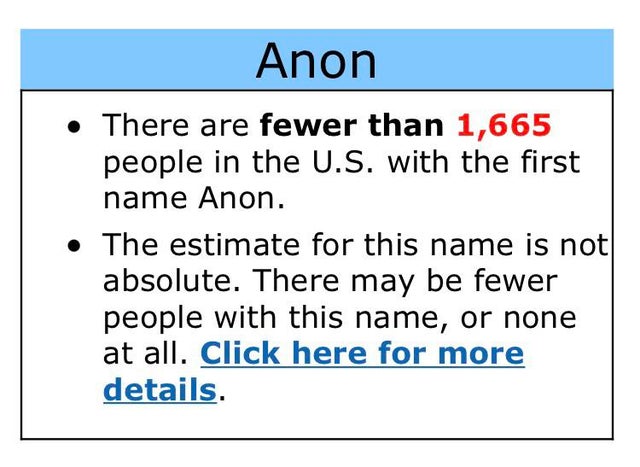 Anon
• There are fewer than 1,665
people in the U.S. with the first
name Anon.
• The estimate for this name is not
absolute. There may be fewer
people with this name, or none
at all. Click here for more
details.